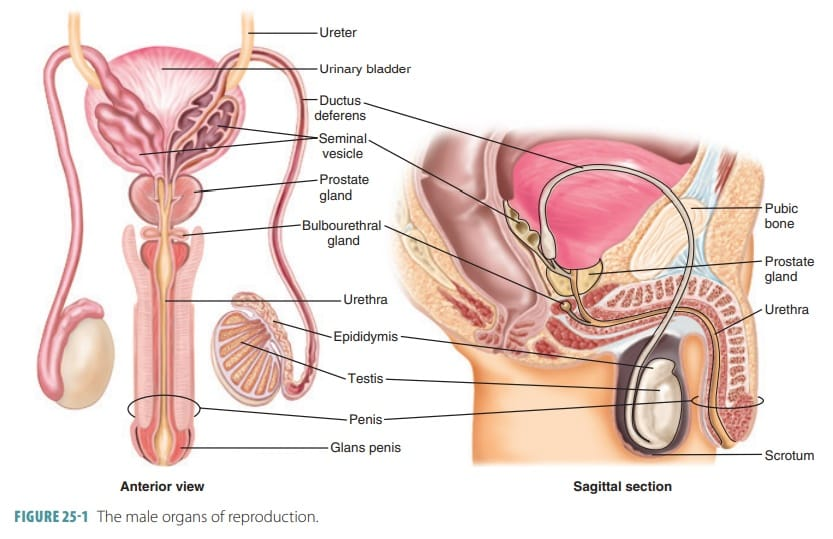 Ureter
Urinary bladder
Ductus
deferens
Seminal
vesicle
Prostate
gland
Bulbourethral
gland
Urethra
Epididymis
Testis
Penis
Glans penis
Pubic
bone
Prostate
gland
Urethra
Scrotum
Anterior view
Sagittal section
FIGURE 25-1 The male organs of reproduction.